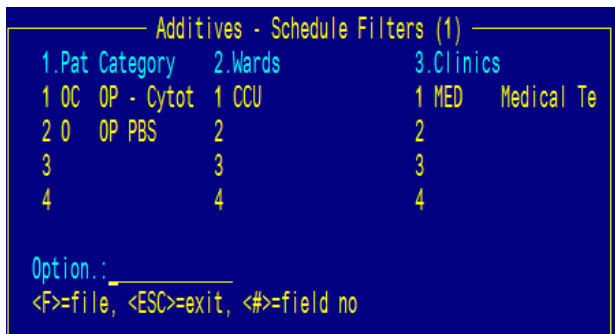 Additives - Schedule Filters (1)
1.Pat Category 2.Wards 3.Clinics
1 OC OP - Cytot 1 CCU 1 MED Medical Te
2 O OP PBS 2 2
3 3 3
4 4 4
Option.:
<F>=file, <ESC>=exit, <#>=field no